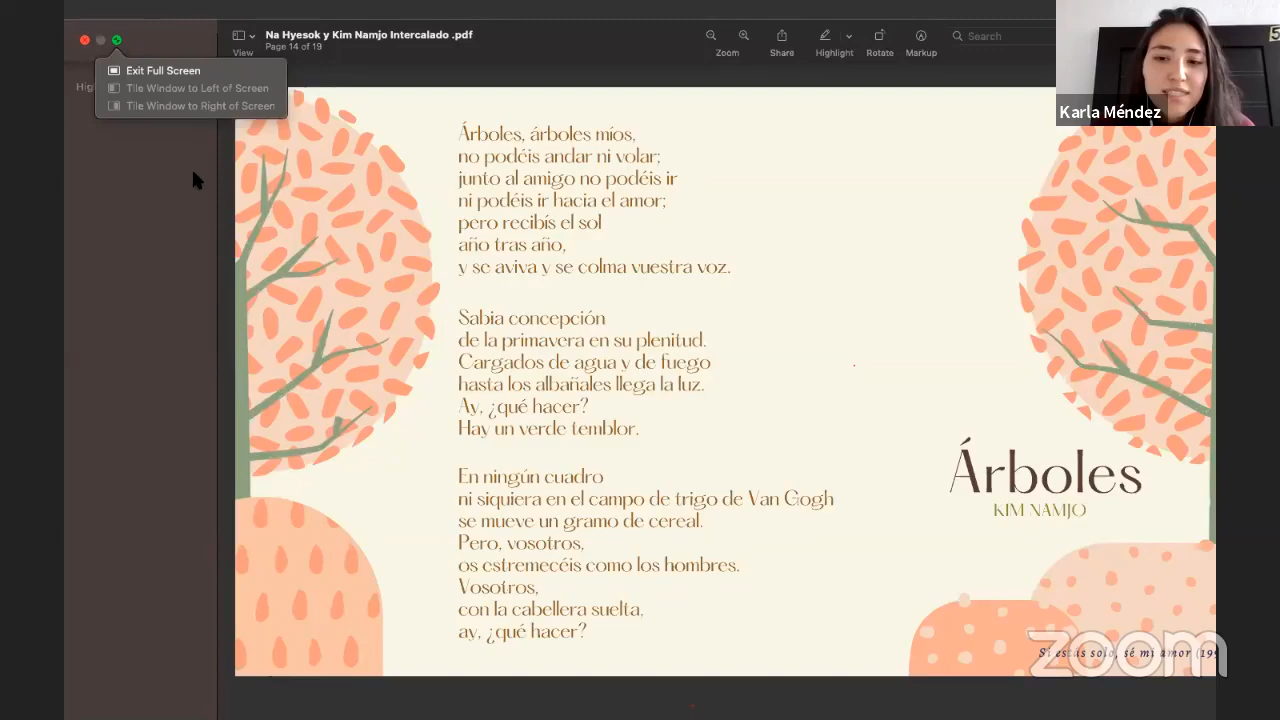 Na Hyesok y Kim Namjo Intercalado .pdf
Page 14 of 19
View
Zoom
Share
Highlight
Rotate
Markup
Search
Exit Full Screen
Tile Window to Left of Screen
Tile Window to Right of Screen
Karla Méndez
Árboles, árboles míos,
no podéis andar ni volar;
junto al amigo no podéis ir
ni podéis ir hacia el amor;
pero recibís el sol
año tras año,
y se aviva y se colma vuestra voz.
Sabia concepción
de la primavera en su plenitud.
Cargados de agua y de fuego
hasta los albañales llega la luz.
Ay, ¿qué hacer?
Hay un verde temblor.
En ningún cuadro
ni siquiera en el campo de trigo de Van Gogh
se mueve un gramo de cereal.
Pero, vosotros,
os estremecéis como los hombres.
Vosotros,
con la cabellera suelta,
ay, ¿qué hacer?
Árboles
KIM NAMJO
Si estás solo, sé mi amor
zoom